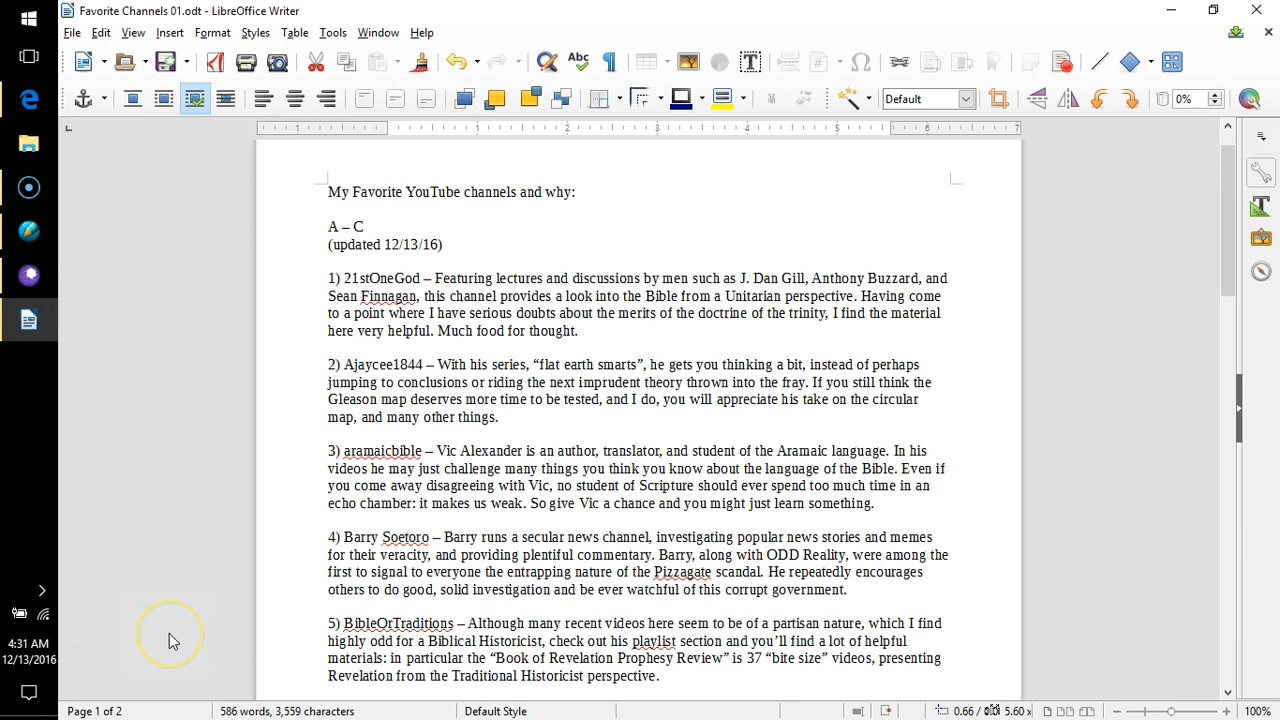 Favorite Channels 01.odt - LibreOffice Writer
File Edit View Insert Format Styles Table Tools Window Help
Abc
Default
0%
1 1 2 3 4 5 6 7
My Favorite YouTube channels and why:
A – C
(updated 12/13/16)
1) 21stOneGod – Featuring lectures and discussions by men such as J. Dan Gill, Anthony Buzzard, and
Sean Finnagan, this channel provides a look into the Bible from a Unitarian perspective. Having come
to a point where I have serious doubts about the merits of the doctrine of the trinity, I find the material
here very helpful. Much food for thought.
2) Ajaycee1844 – With his series, “flat earth smarts”, he gets you thinking a bit, instead of perhaps
jumping to conclusions or riding the next imprudent theory thrown into the fray. If you still think the
Gleason map deserves more time to be tested, and I do, you will appreciate his take on the circular
map, and many other things.
3) aramaicbible – Vic Alexander is an author, translator, and student of the Aramaic language. In his
videos he may just challenge many things you think you know about the language of the Bible. Even if
you come away disagreeing with Vic, no student of Scripture should ever spend too much time in an
echo chamber: it makes us weak. So give Vic a chance and you might just learn something.
4) Barry Soetoro – Barry runs a secular news channel, investigating popular news stories and memes
for their veracity, and providing plentiful commentary. Barry, along with ODD Reality, were among the
first to signal to everyone the entrapping nature of the Pizzagate scandal. He repeatedly encourages
others to do good, solid investigation and be ever watchful of this corrupt government.
5) BibleOrTraditions – Although many recent videos here seem to be of a partisan nature, which I find
highly odd for a Biblical Historicist, check out his playlist section and you’ll find a lot of helpful
materials: in particular the “Book of Revelation Prophesy Review” is 37 “bite size” videos, presenting
Revelation from the Traditional Historicist perspective.
4:31 AM
12/13/2016
Page 1 of 2 586 words, 3,559 characters Default Style 0.66 / 5.60 x 100%